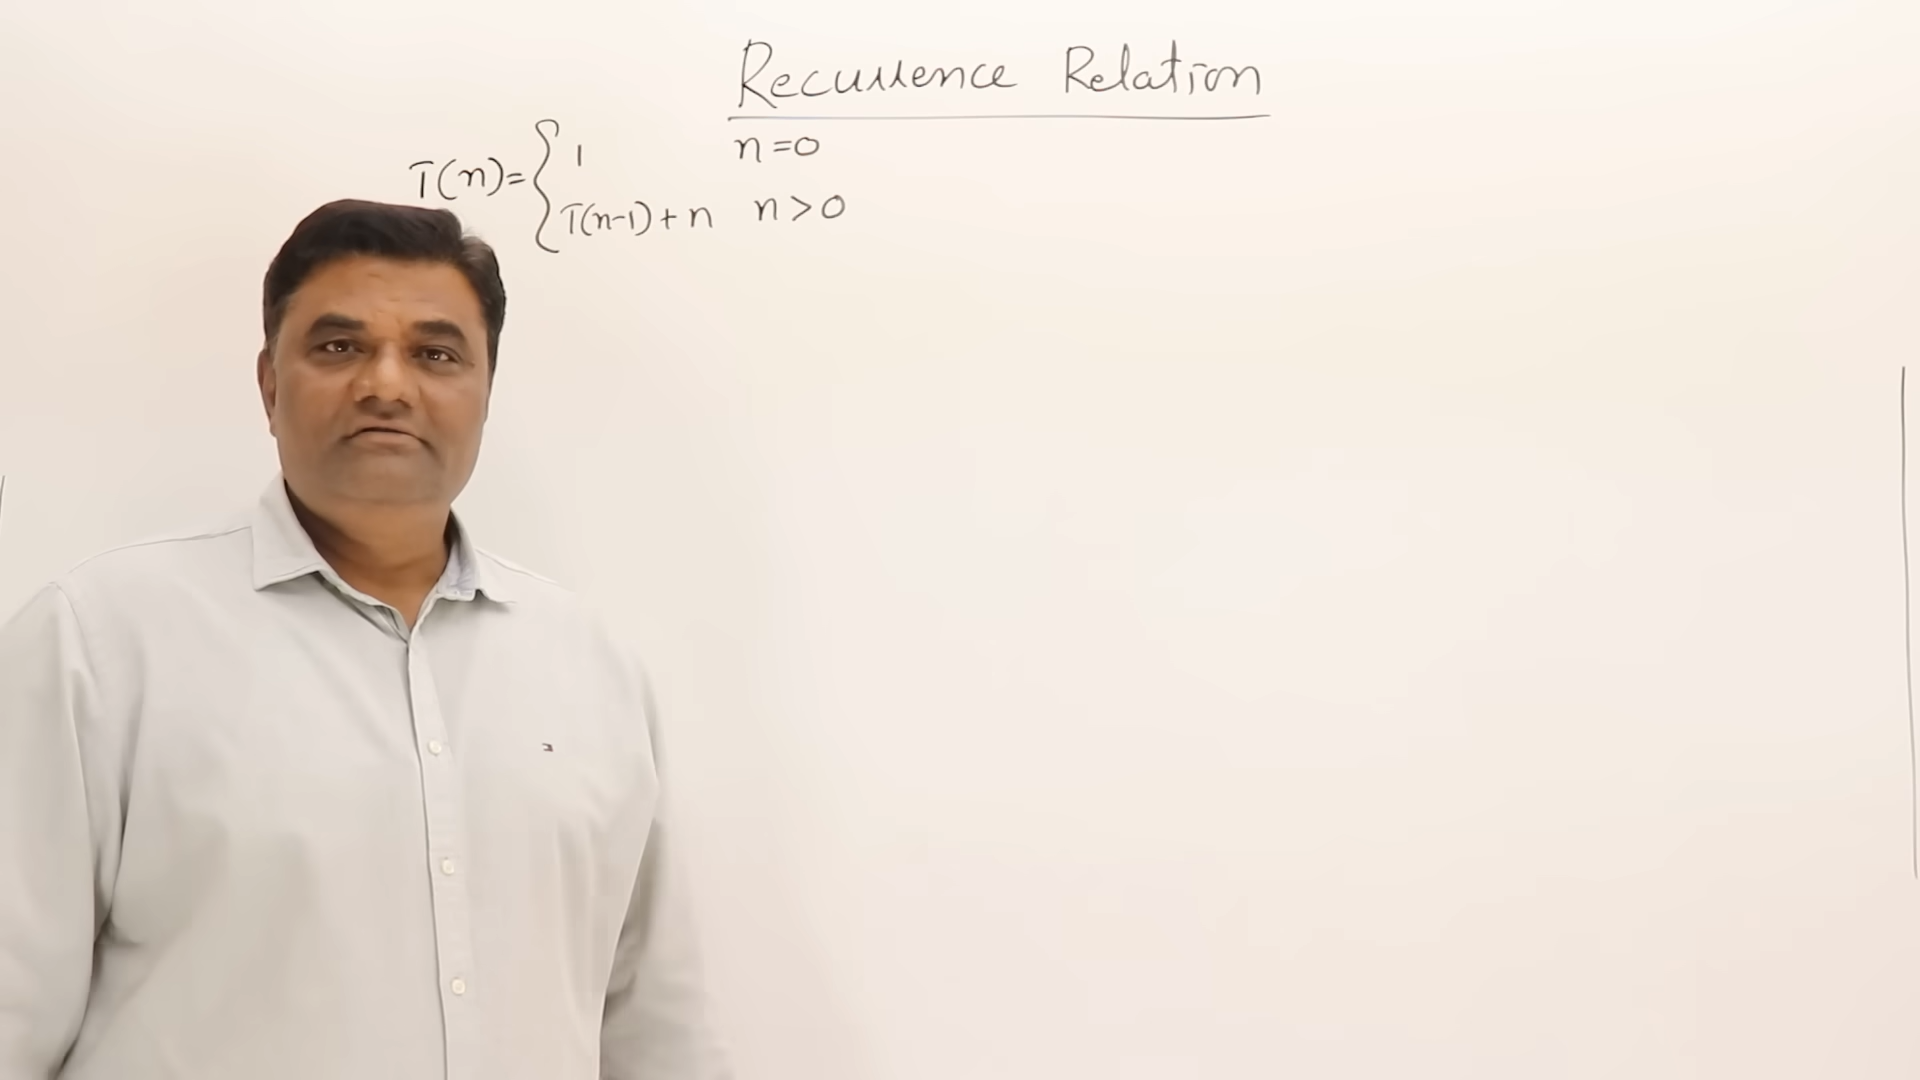 Recurrence Relation
T(n)= { 1 n=0
T(n-1)+n n>0